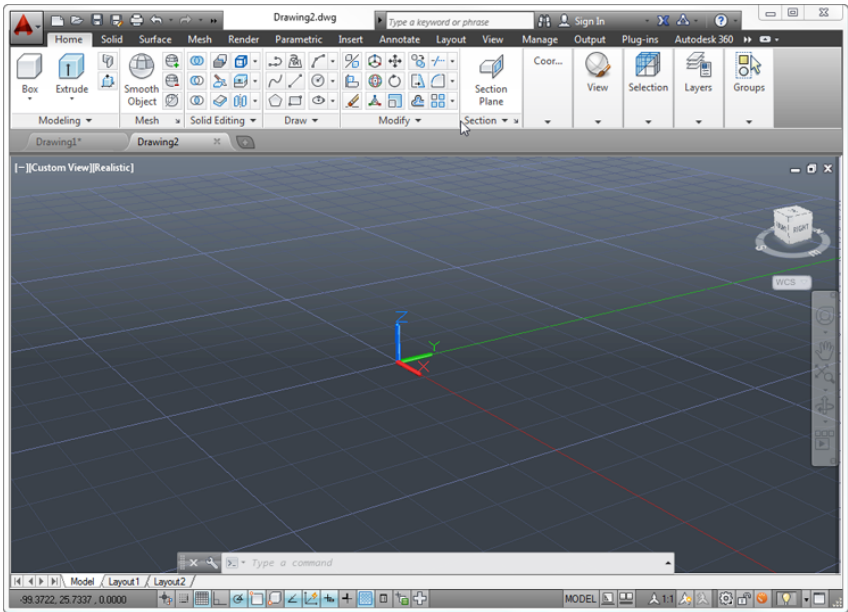 Drawing2.dwg
Type a keyword or phrase
Sign In
Home Solid Surface Mesh Render Parametric Insert Annotate Layout View Manage Output Plug-ins Autodesk 360
Box
Extrude
Smooth
Object
Section
Plane
Coor...
View
Selection
Layers
Groups
Modeling
Mesh
Solid Editing
Draw
Modify
Section
Drawing1*
Drawing2
[−][Custom View][Realistic]
RIGHT
WCS
Z
Y
X
Type a command
Model Layout1 Layout2
-99.3722, 25.7337, 0.0000
MODEL
1:1